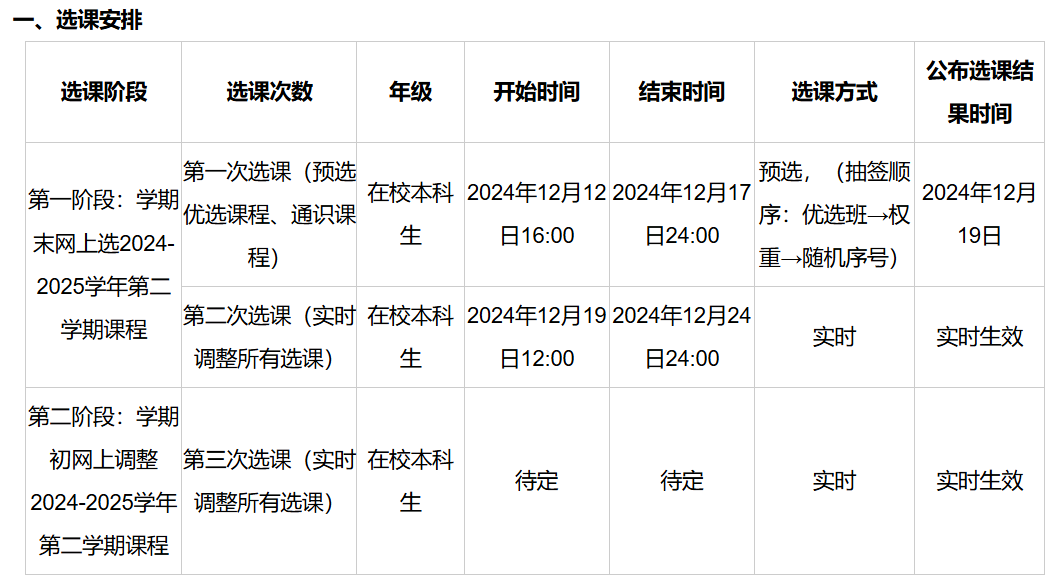 一、选课安排
选课阶段
选课次数
年级
开始时间
结束时间
选课方式
公布选课结
果时间
第一阶段：学期
末网上选2024-
2025学年第二
学期课程
第一次选课（预选
优选课程、通识课
程）
在校本科
生
2024年12月12
日16:00
2024年12月17
日24:00
预选，（抽签顺
序：优选班→权
重→随机序号）
2024年12月
19日
第二次选课（实时
调整所有选课）
在校本科
生
2024年12月19
日12:00
2024年12月24
日24:00
实时
实时生效
第二阶段：学期
初网上调整
2024-2025学年
第二学期课程
第三次选课（实时
调整所有选课）
在校本科
生
待定
待定
实时
实时生效